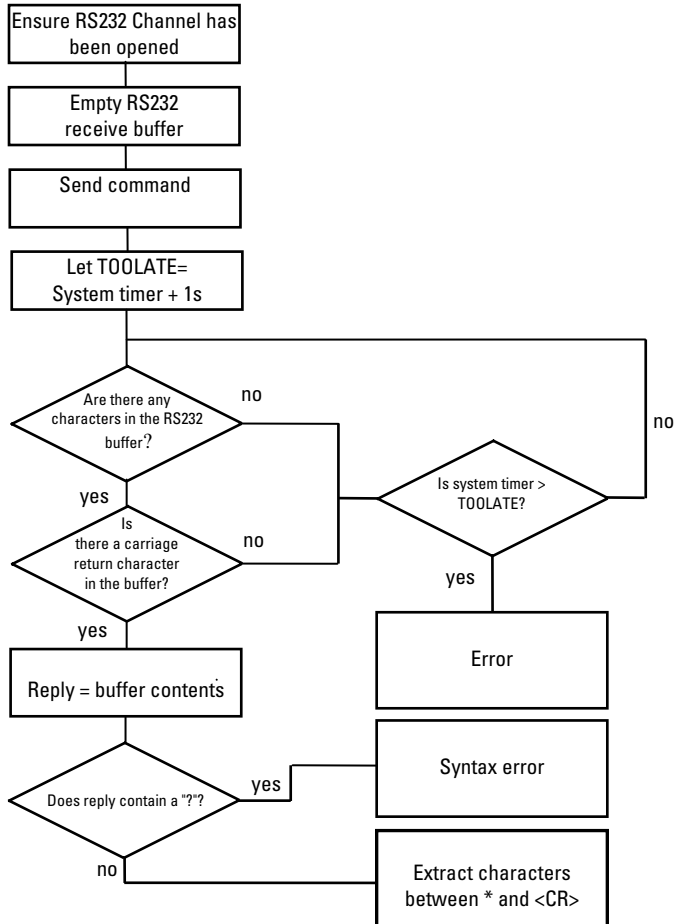 Ensure RS232 Channel has
been opened
Empty RS232
receive buffer
Send command
Let TOOLATE=
System timer + 1s
Are there any
characters in the RS232
buffer?
no
yes
Is
there a carriage
return character
in the buffer?
no
yes
Is system timer >
TOOLATE?
no
yes
Error
Reply = buffer contents
Does reply contain a "?"?
yes
Syntax error
no
Extract characters
between * and <CR>